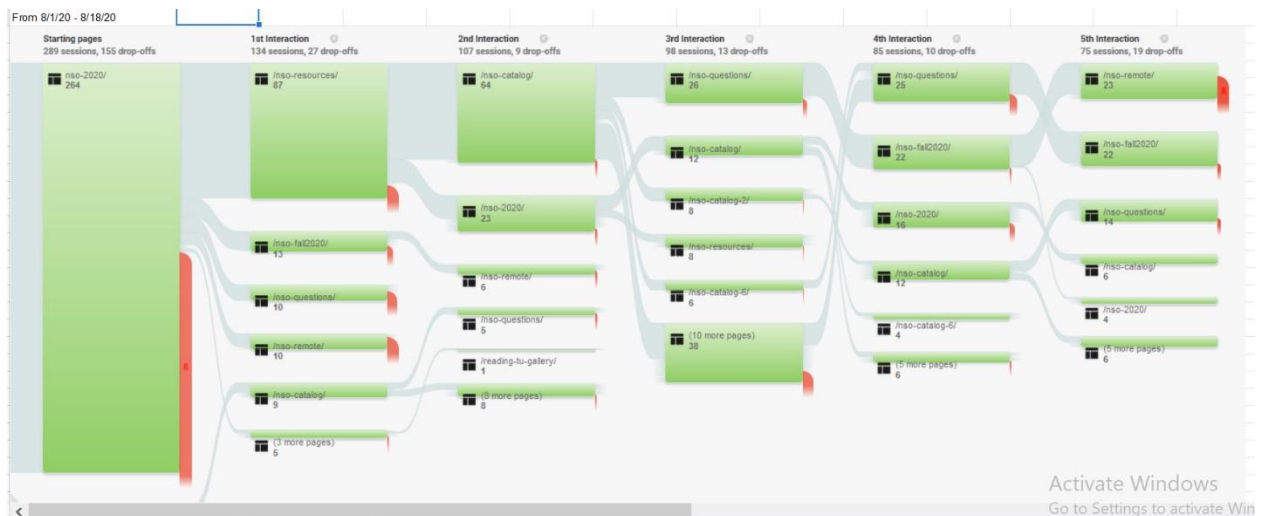 From 8/1/20 - 8/18/20
Starting pages
289 sessions, 155 drop-offs
nso-2020/
264
1st Interaction
134 sessions, 27 drop-offs
/nso-resources/
87
/nso-fall2020/
13
/nso-questions/
10
/nso-remote/
10
/nso-catalog/
9
(3 more pages)
5
2nd Interaction
107 sessions, 9 drop-offs
/nso-catalog/
64
/nso-2020/
23
/nso-remote/
6
/nso-questions/
5
/reading-tu-gallery/
1
(8 more pages)
8
3rd Interaction
98 sessions, 13 drop-offs
/nso-questions/
26
/nso-catalog/
12
/nso-catalog-2/
8
/nso-resources/
8
/nso-catalog-6/
6
(10 more pages)
38
4th Interaction
85 sessions, 10 drop-offs
/nso-questions/
25
/nso-fall2020/
22
/nso-2020/
16
/nso-catalog/
12
/nso-catalog-6/
4
(5 more pages)
6
5th Interaction
75 sessions, 19 drop-offs
/nso-remote/
23
/nso-fall2020/
22
/nso-questions/
14
/nso-catalog/
6
/nso-2020/
4
(5 more pages)
6
Activate Windows
Go to Settings to activate Win